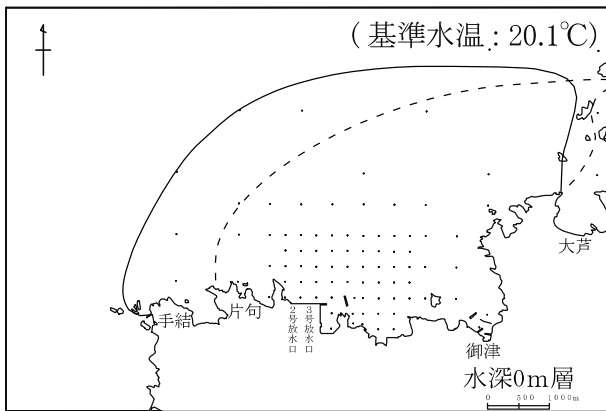 (基準水温:20.1℃)
大芦
手結
片句
2号放水口
3号放水口
御津
水深0m層
0 500 1000m